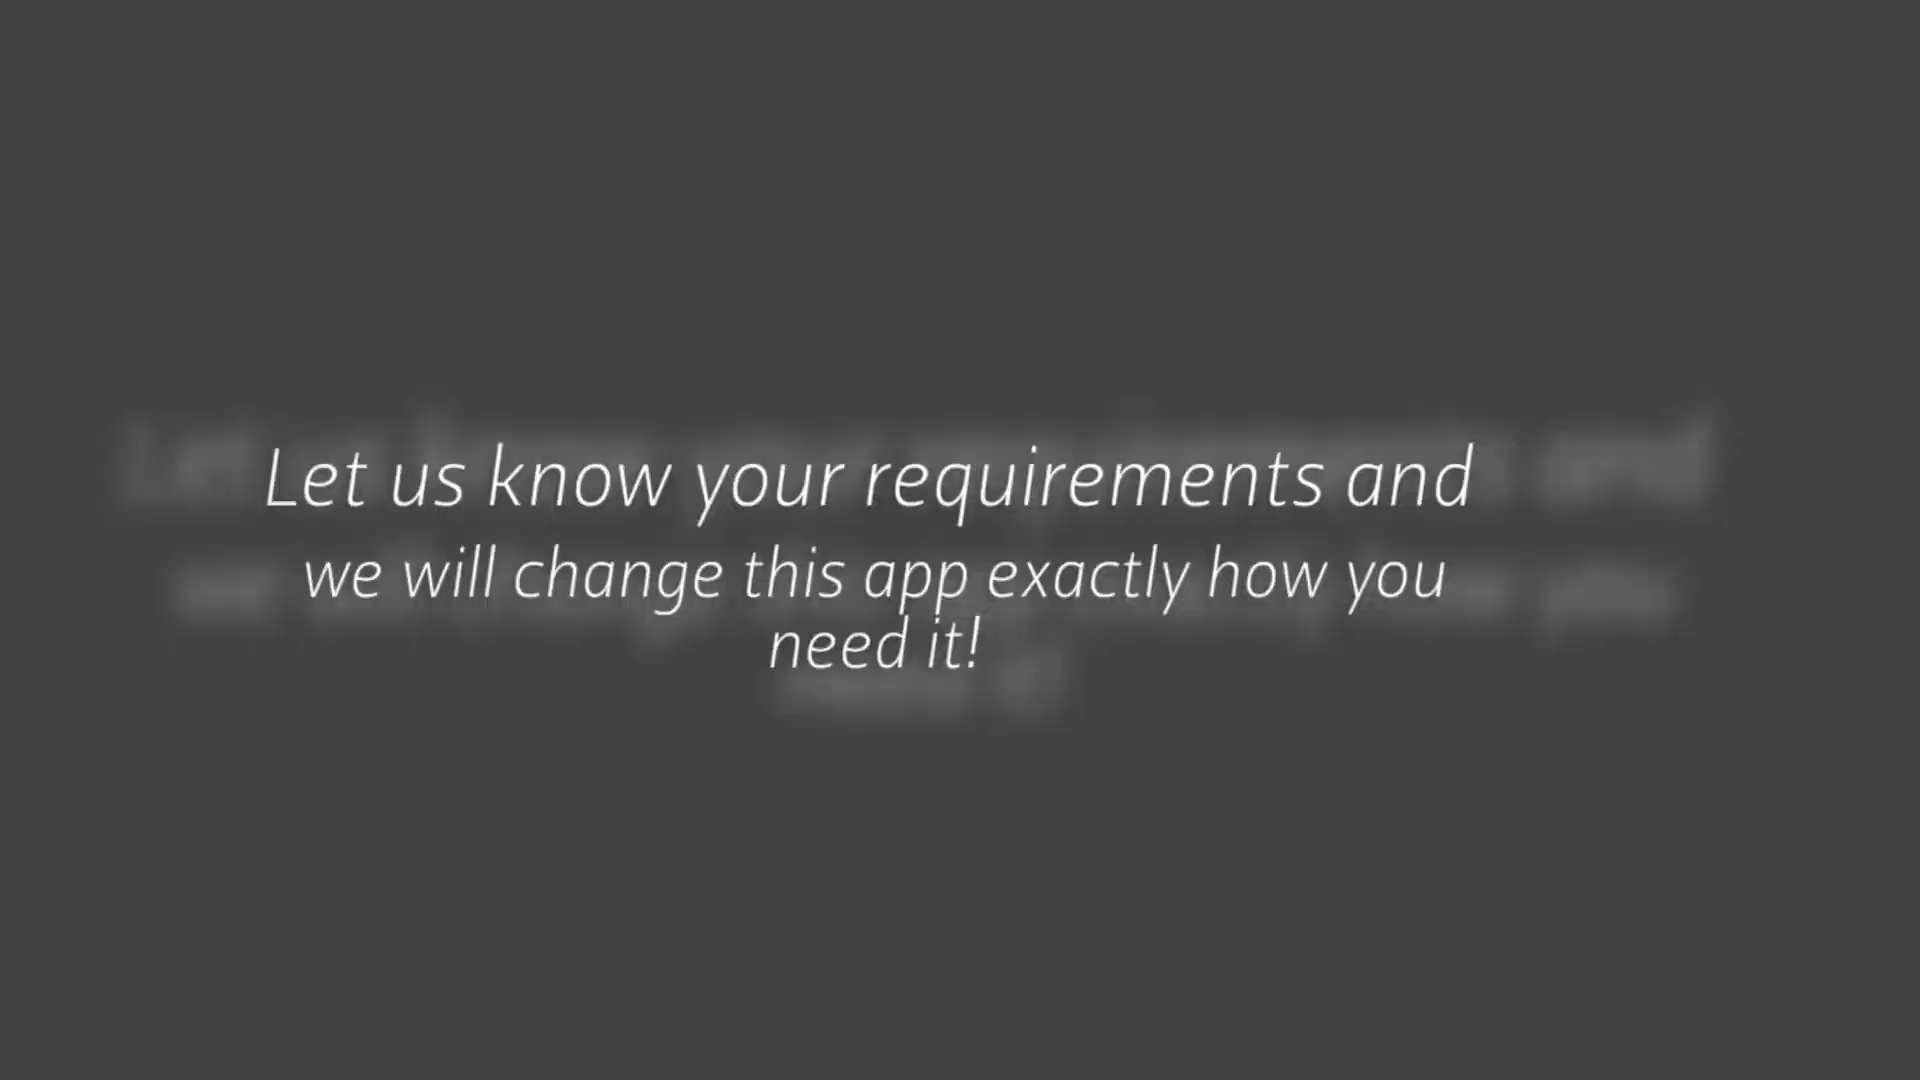 Let us know your requirements and
we will change this app exactly how you
need it!